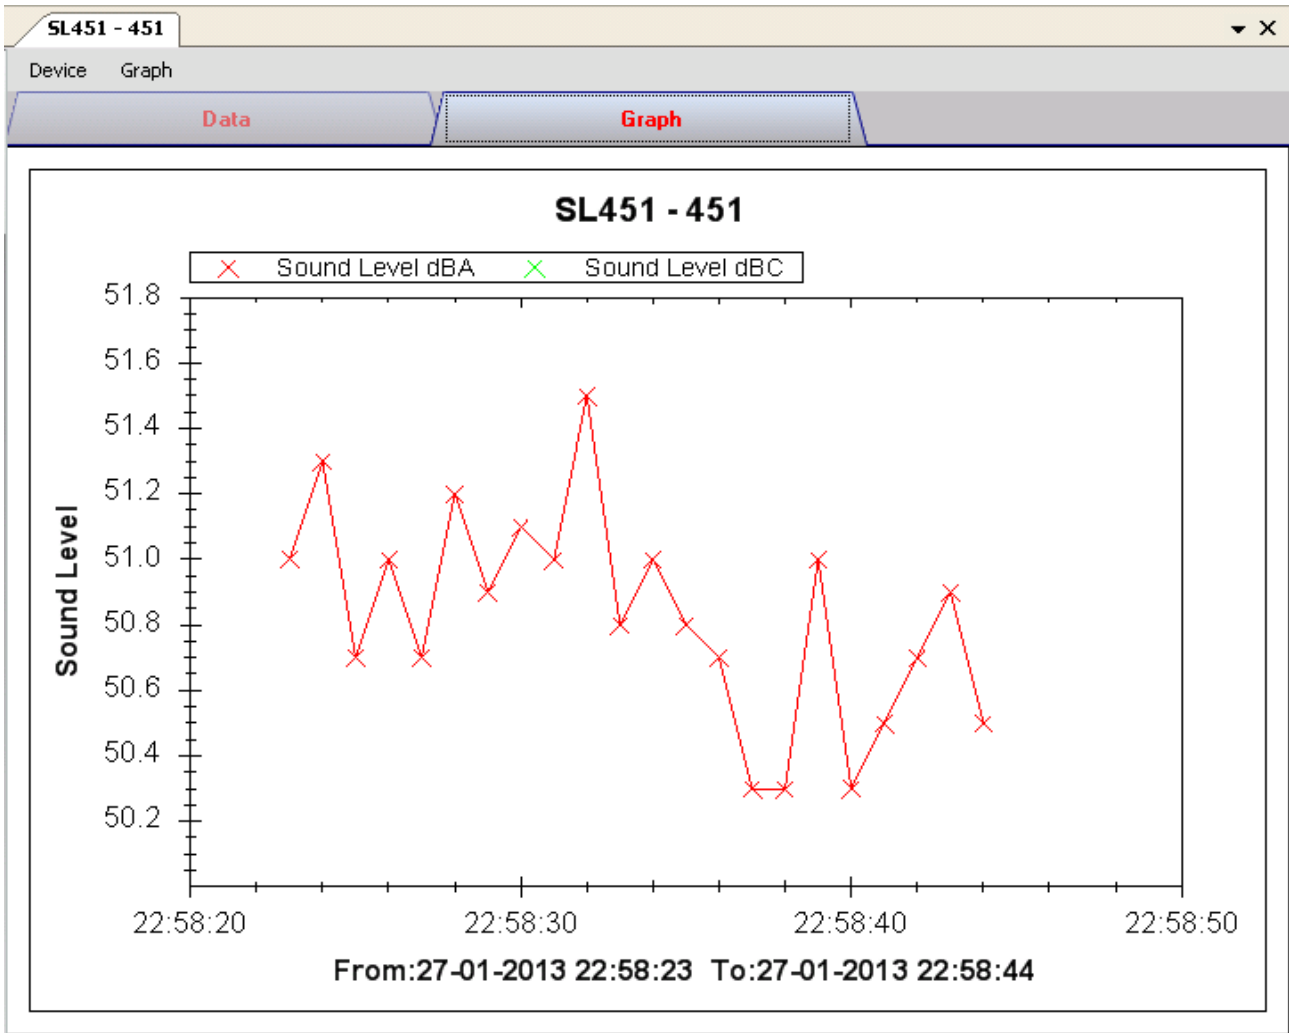 SL451 - 451
Device Graph
Data Graph
SL451 - 451
Sound Level dBA Sound Level dBC
51.8
51.6
51.4
51.2
51.0
50.8
50.6
50.4
50.2
Sound Level
22:58:20 22:58:30 22:58:40 22:58:50
From:27-01-2013 22:58:23 To:27-01-2013 22:58:44